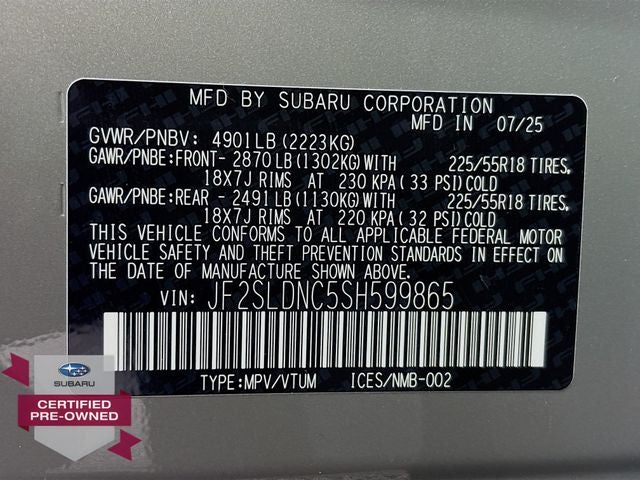 MFD BY SUBARU CORPORATION
MFD IN 07/25
GVWR/PNBV: 4901LB (2223KG)
GAWR/PNBE:FRONT- 2870 LB (1302KG) WITH 225/55R18 TIRES,
18X7J RIMS AT 230 KPA (33 PSI) COLD
GAWR/PNBE:REAR - 2491 LB (1130KG) WITH 225/55R18 TIRES,
18X7J RIMS AT 220 KPA (32 PSI) COLD
THIS VEHICLE CONFORMS TO ALL APPLICABLE FEDERAL MOTOR
VEHICLE SAFETY AND THEFT PREVENTION STANDARDS IN EFFECT ON
THE DATE OF MANUFACTURE SHOWN ABOVE.
VIN: JF2SLDNC5SH599865
TYPE:MPV/VTUM ICES/NMB-002
SUBARU
CERTIFIED
PRE-OWNED